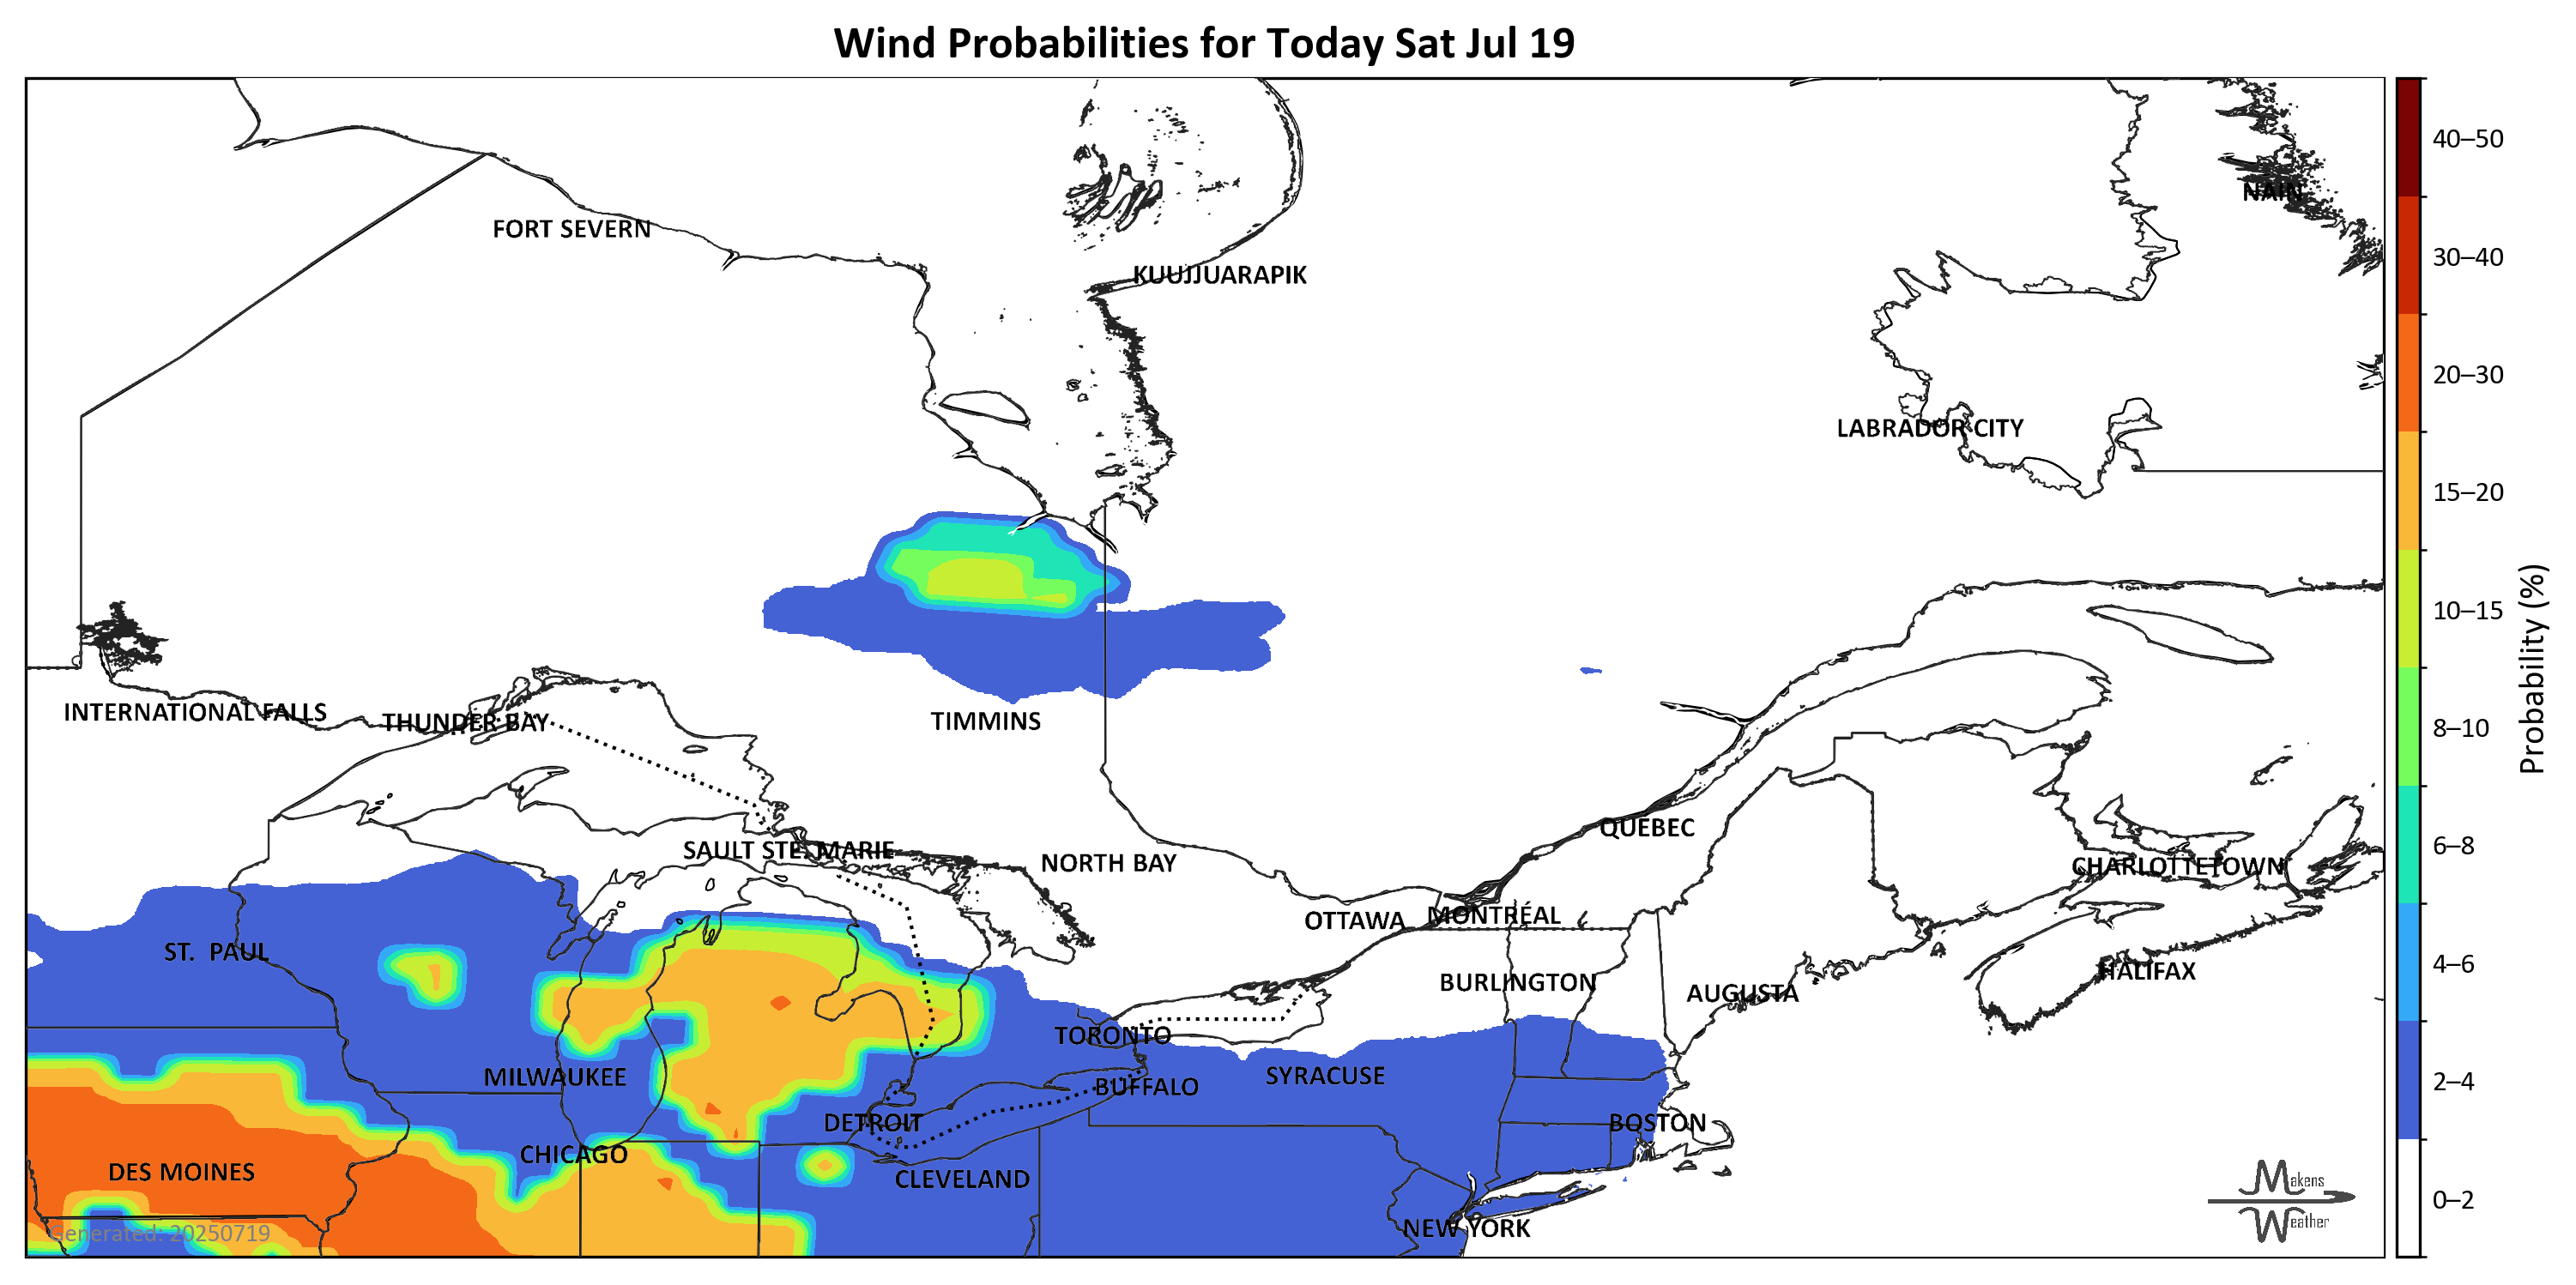 Wind Probabilities for Today Sat Jul 19
40–50
NAIN
FORT SEVERN
30–40
KUUJJUARAPIK
20–30
LABRADOR CITY
15–20
10–15
Probability (%)
INTERNATIONAL FALLS
THUNDER BAY
TIMMINS
8–10
QUEBEC
6–8
SAULT STE. MARIE
NORTH BAY
CHARLOTTETOWN
OTTAWA
MONTRÉAL
ST. PAUL
4–6
HALIFAX
BURLINGTON
AUGUSTA
TORONTO
MILWAUKEE
BUFFALO
SYRACUSE
2–4
DETROIT
BOSTON
CHICAGO
DES MOINES
CLEVELAND
Makens
Weather
0–2
NEW YORK
Generated: 20250719